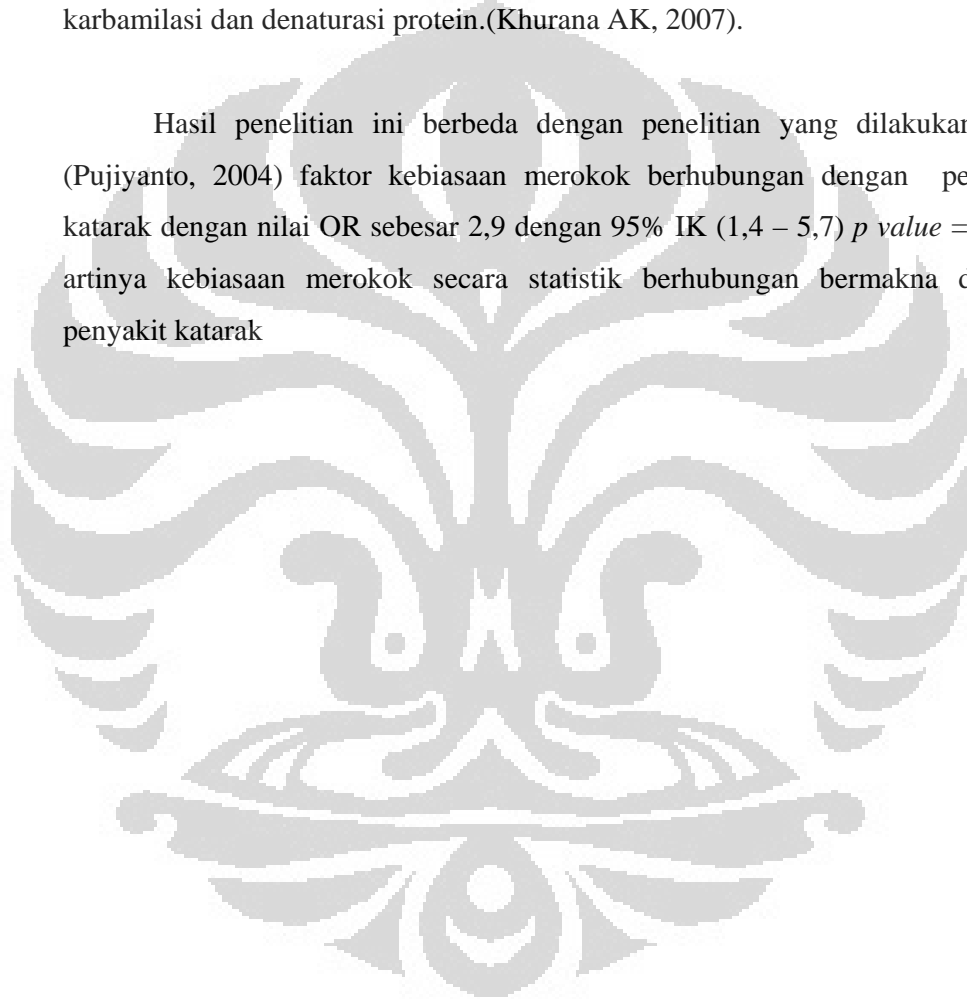 karbamilasi dan denaturasi protein.(Khurana AK, 2007).
Hasil penelitian ini berbeda dengan penelitian yang dilakukan
(Pujiyanto, 2004) faktor kebiasaan merokok berhubungan dengan pe
katarak dengan nilai OR sebesar 2,9 dengan 95% IK (1,4 – 5,7) p value =
artinya kebiasaan merokok secara statistik berhubungan bermakna d
penyakit katarak